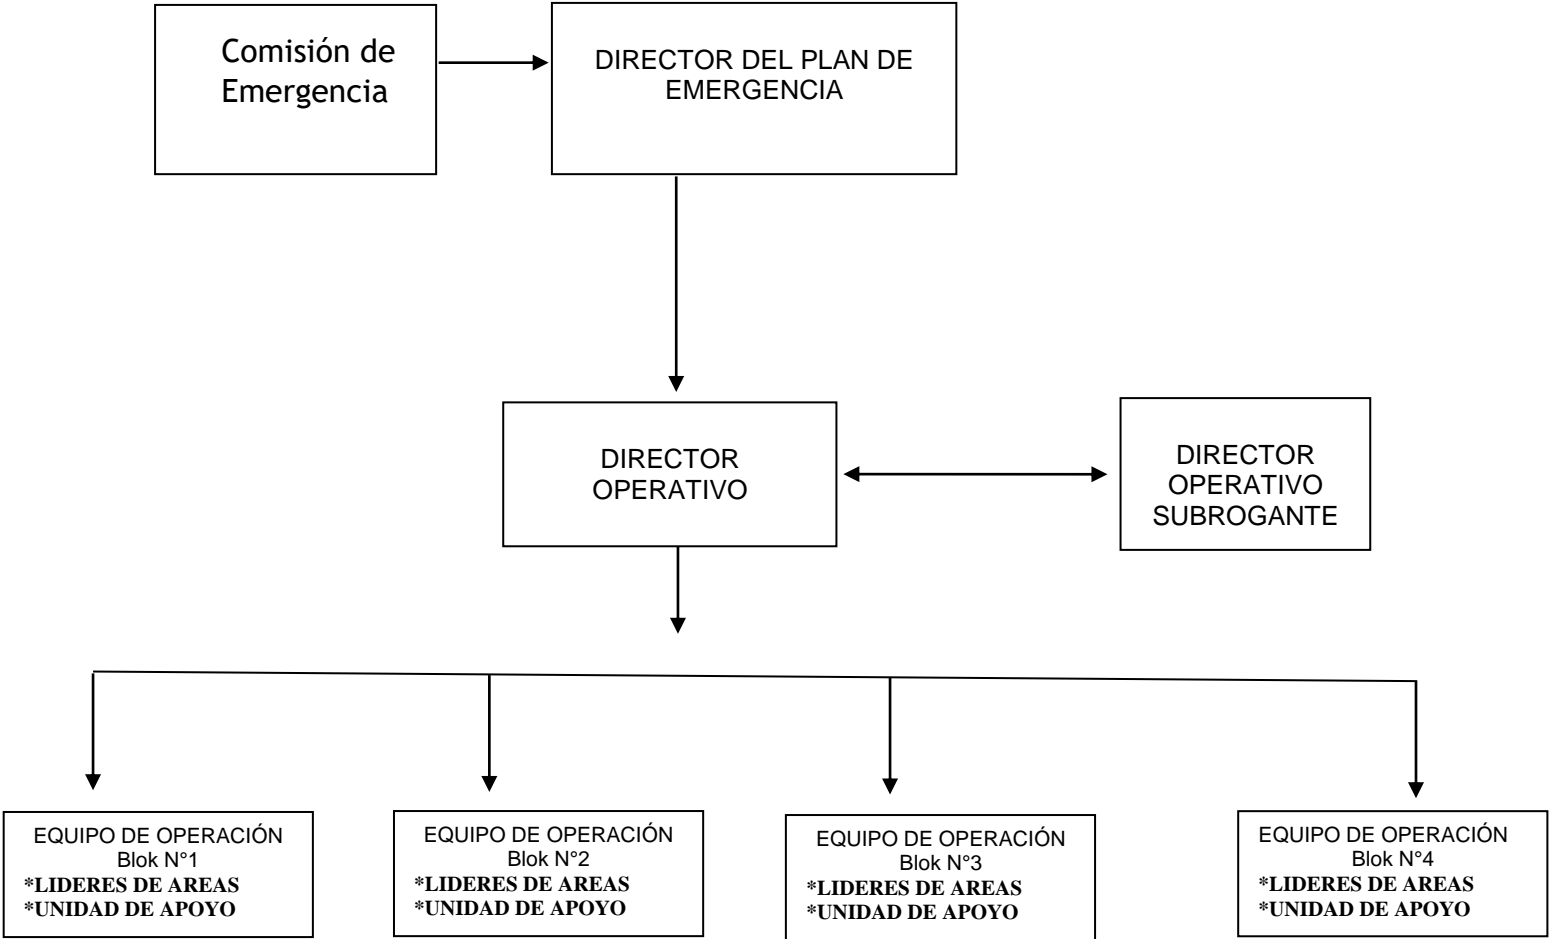 Comisión de
Emergencia
DIRECTOR DEL PLAN DE
EMERGENCIA
DIRECTOR
OPERATIVO
DIRECTOR
OPERATIVO
SUBROGANTE
EQUIPO DE OPERACIÓN
Blok N°1
*LIDERES DE AREAS
*UNIDAD DE APOYO
EQUIPO DE OPERACIÓN
Blok N°2
*LIDERES DE AREAS
*UNIDAD DE APOYO
EQUIPO DE OPERACIÓN
Blok N°3
*LIDERES DE AREAS
*UNIDAD DE APOYO
EQUIPO DE OPERACIÓN
Blok N°4
*LIDERES DE AREAS
*UNIDAD DE APOYO